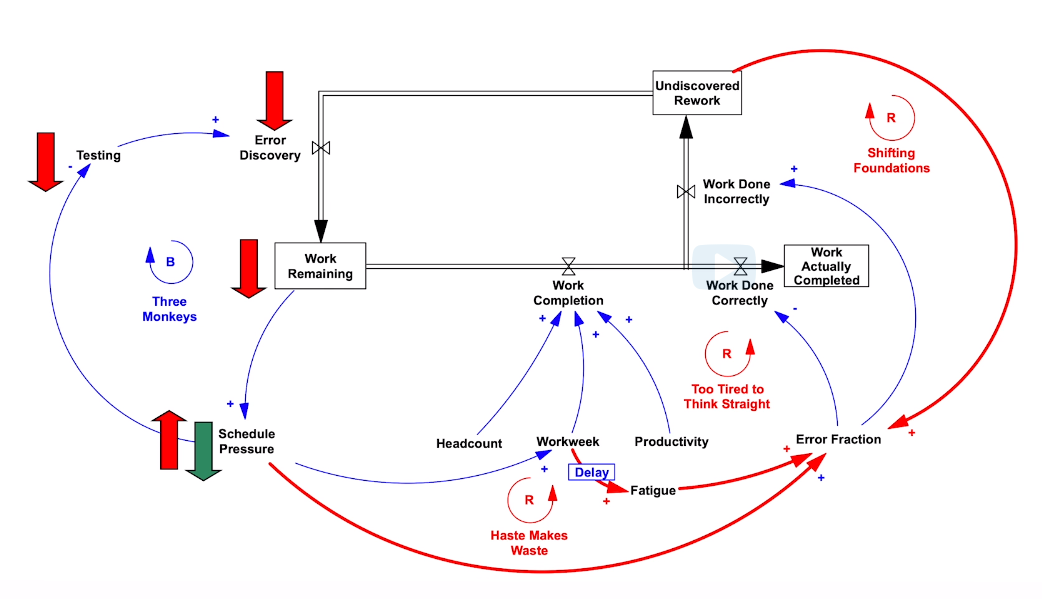 Undiscovered
Rework
R
Shifting
Foundations
+
Error
Discovery
Testing
-
+
Work Done
Incorrectly
Work
Remaining
B
Three
Monkeys
Work
Actually
Completed
Work
Completion
Work Done
Correctly
-
+
+
+
R
Too Tired to
Think Straight
+
Schedule
Pressure
Headcount
Workweek
Productivity
Error Fraction
+
+
+
+
Delay
Fatigue
+
R
Haste Makes
Waste